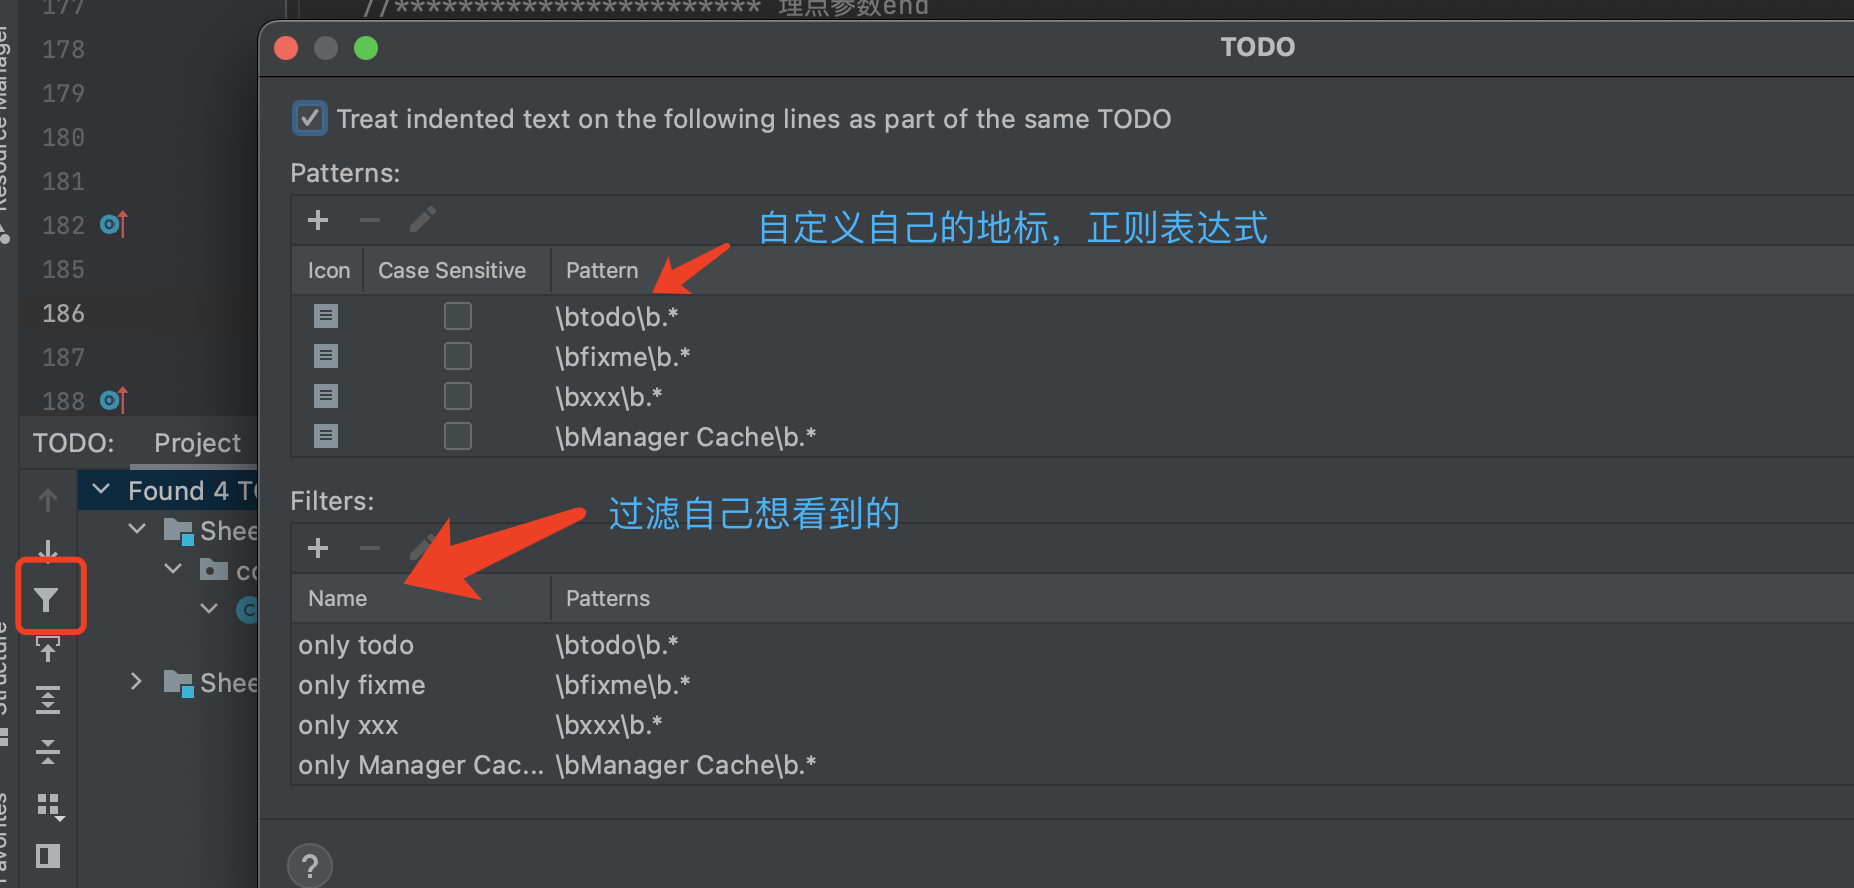 177
//*********************** 埋点参数end
178
179
180
181
182
185
186
187
188
Resource Manager
TODO
Treat indented text on the following lines as part of the same TODO
Patterns:
自定义自己的地标，正则表达式
Icon Case Sensitive Pattern
\btodo\b.*
\bfixme\b.*
\bxxx\b.*
\bManager Cache\b.*
Filters:
过滤自己想看到的
Name Patterns
only todo \btodo\b.*
only fixme \bfixme\b.*
only xxx \bxxx\b.*
only Manager Cac... \bManager Cache\b.*
?
TODO: Project
Found 4 TO
Shee
co
C
Shee
Structure
Favorites